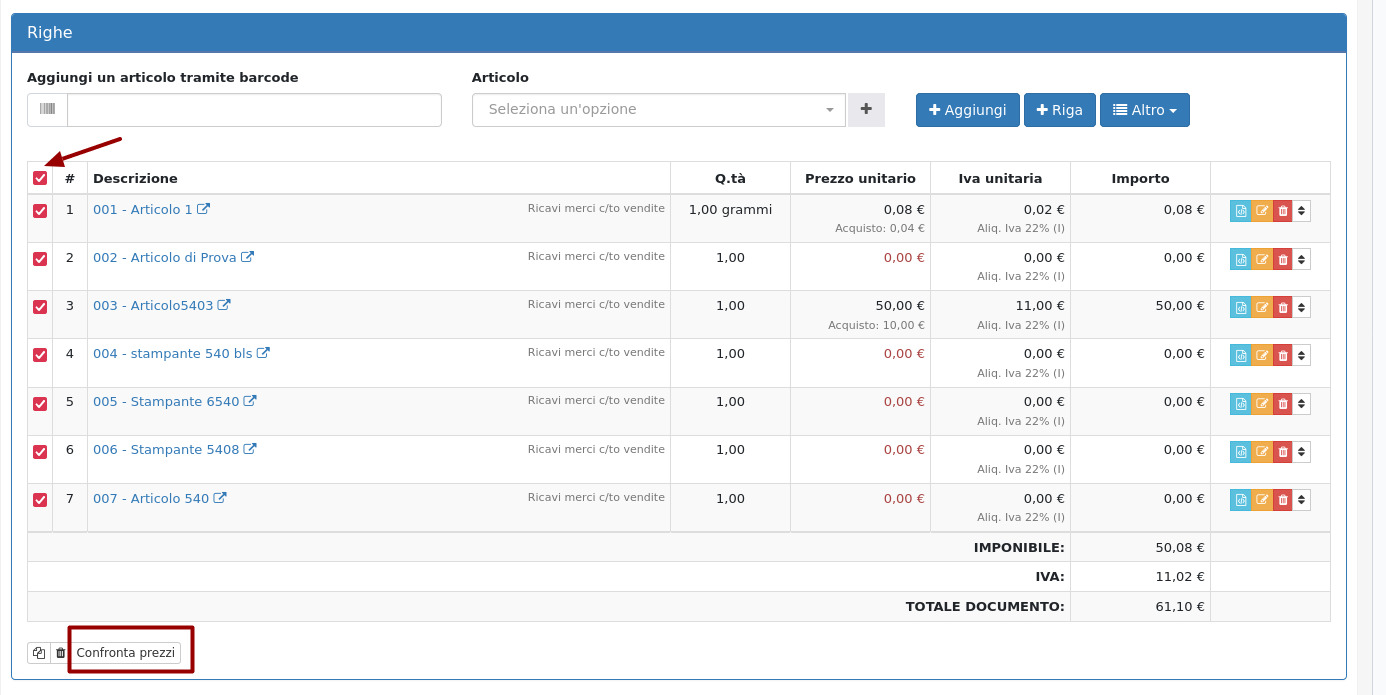 Righe
Aggiungi un articolo tramite barcode
Articolo
Seleziona un'opzione
Aggiungi
Riga
Altro
# Descrizione Q.tà Prezzo unitario Iva unitaria Importo
1 001 - Articolo 1 Ricavi merci c/to vendite 1,00 grammi 0,08 € 0,02 € 0,08 €
Acquisto: 0,04 € Aliq. Iva 22% (I)
2 002 - Articolo di Prova Ricavi merci c/to vendite 1,00 0,00 € 0,00 € 0,00 €
Aliq. Iva 22% (I)
3 003 - Articolo5403 Ricavi merci c/to vendite 1,00 50,00 € 11,00 € 50,00 €
Acquisto: 10,00 € Aliq. Iva 22% (I)
4 004 - stampante 540 bls Ricavi merci c/to vendite 1,00 0,00 € 0,00 € 0,00 €
Aliq. Iva 22% (I)
5 005 - Stampante 6540 Ricavi merci c/to vendite 1,00 0,00 € 0,00 € 0,00 €
Aliq. Iva 22% (I)
6 006 - Stampante 5408 Ricavi merci c/to vendite 1,00 0,00 € 0,00 € 0,00 €
Aliq. Iva 22% (I)
7 007 - Articolo 540 Ricavi merci c/to vendite 1,00 0,00 € 0,00 € 0,00 €
Aliq. Iva 22% (I)
IMPONIBILE: 50,08 €
IVA: 11,02 €
TOTALE DOCUMENTO: 61,10 €
Confronta prezzi